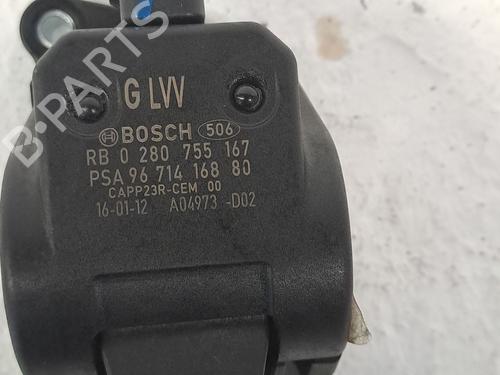 G LVV
BOSCH 506
RB 0 280 755 167
PSA 96 714 168 80
CAPP23R-CEM 00
16-01-12 A04973 -D02
B-PARTS